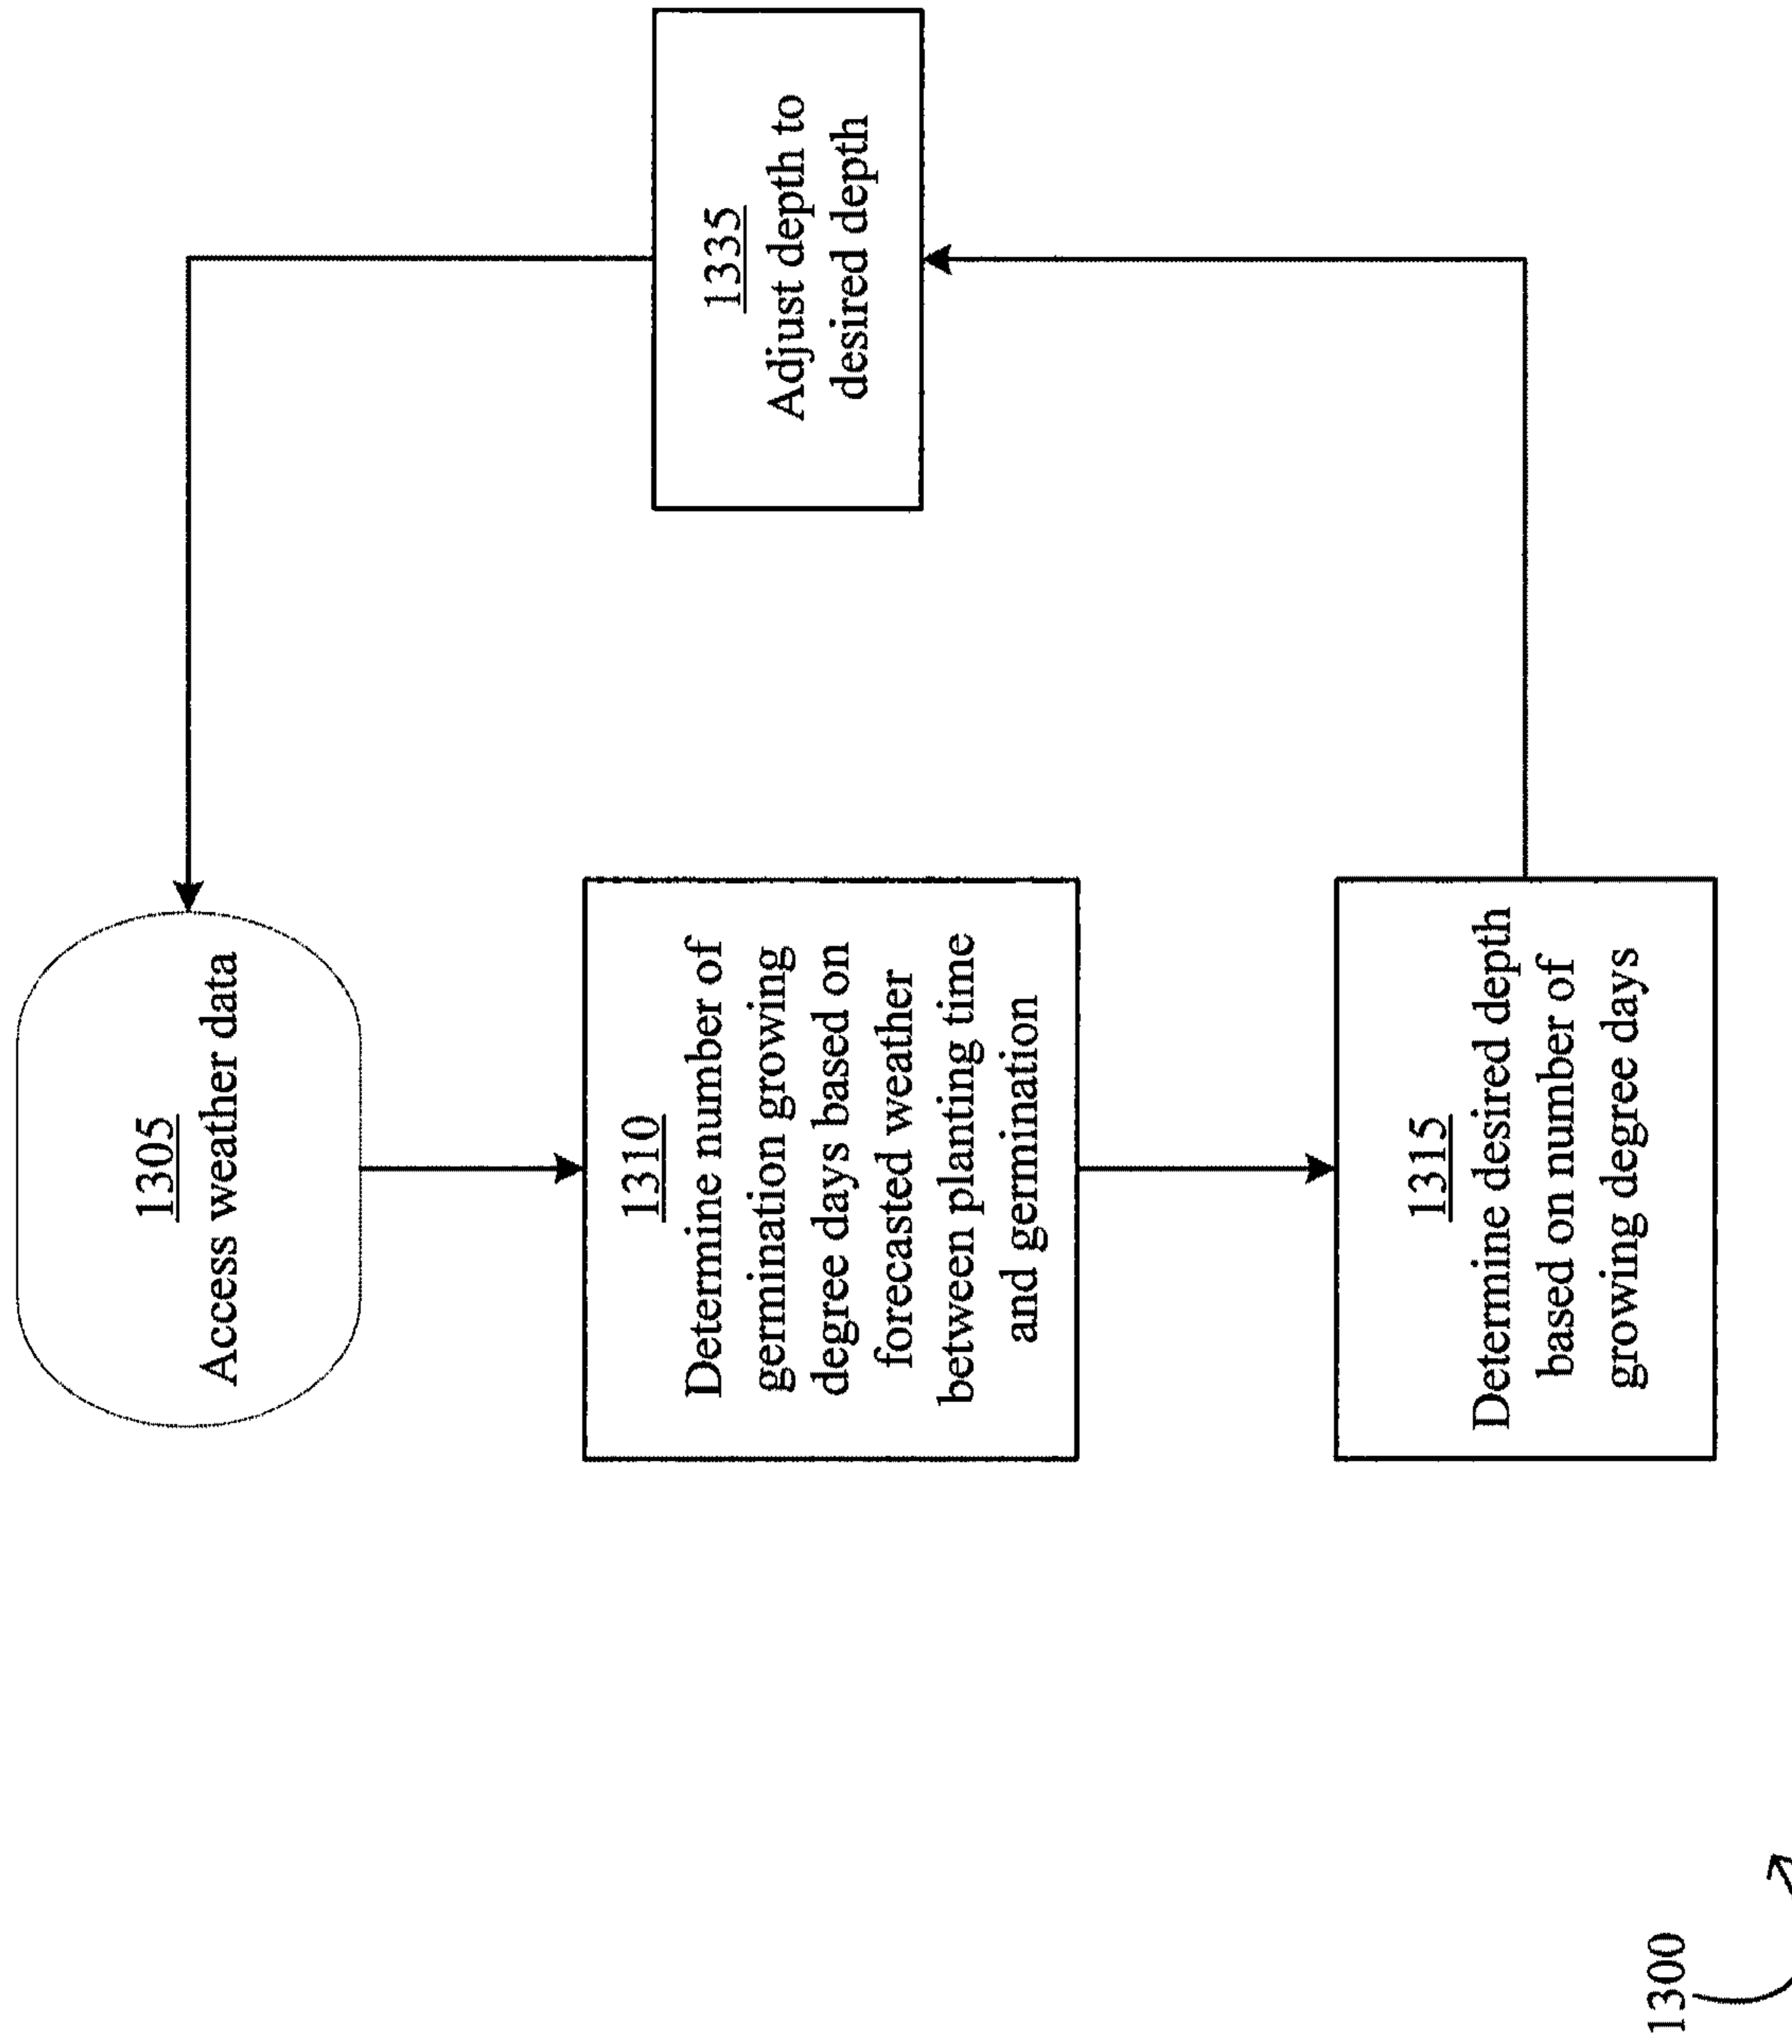 1305
Access weather data
1310
Determine number of
germination growing
degree days based on
forecasted weather
between planting time
and germination
1315
Determine desired depth
based on number of
growing degree days
1335
Adjust depth to
desired depth
1300